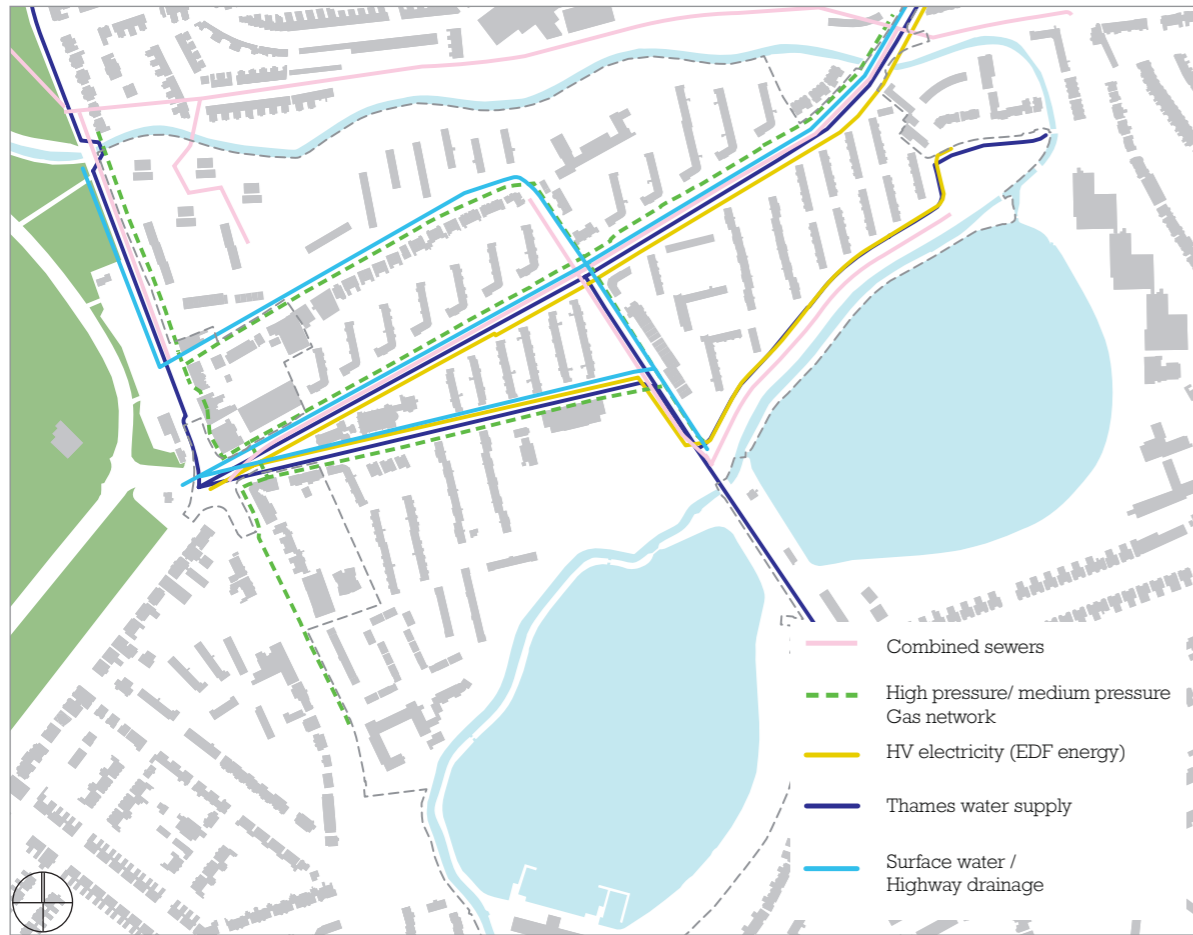 Combined sewers
High pressure/ medium pressure
Gas network
HV electricity (EDF energy)
Thames water supply
Surface water /
Highway drainage